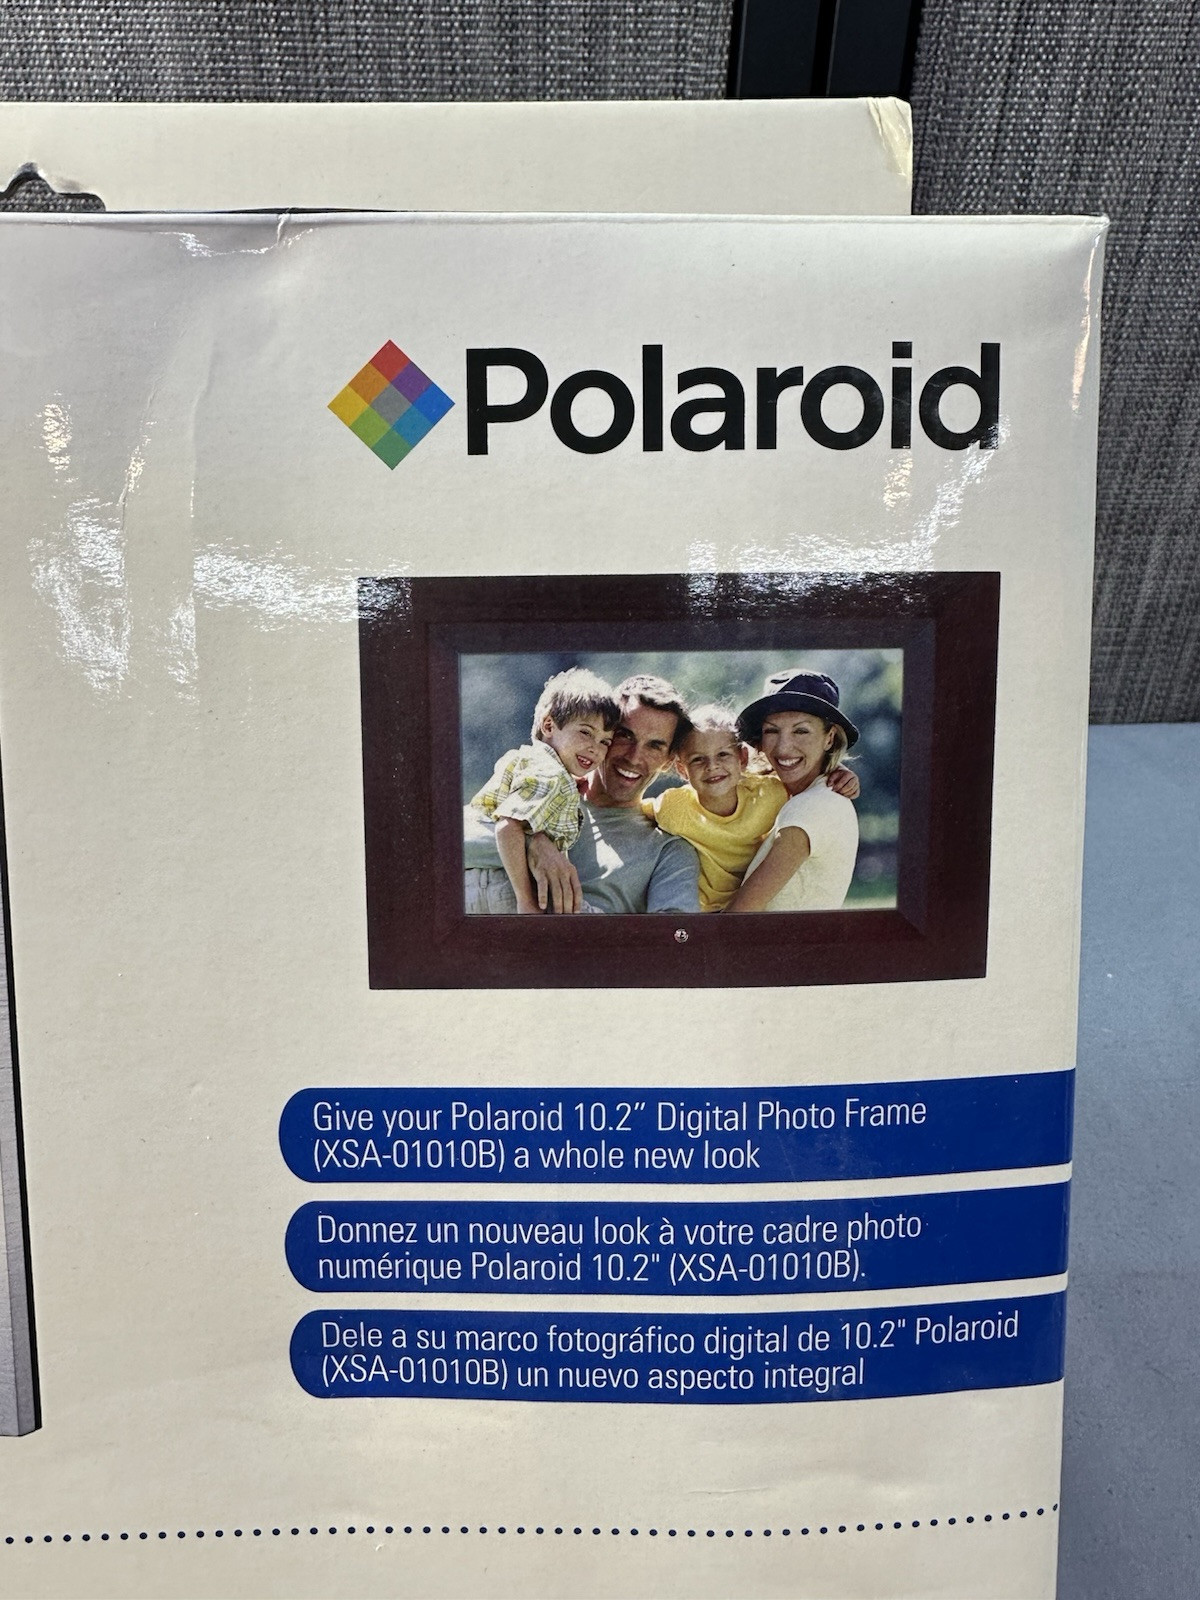 Polaroid
Give your Polaroid 10.2” Digital Photo Frame
(XSA-01010B) a whole new look
Donnez un nouveau look à votre cadre photo
numérique Polaroid 10.2" (XSA-01010B).
Dele a su marco fotográfico digital de 10.2" Polaroid
(XSA-01010B) un nuevo aspecto integral